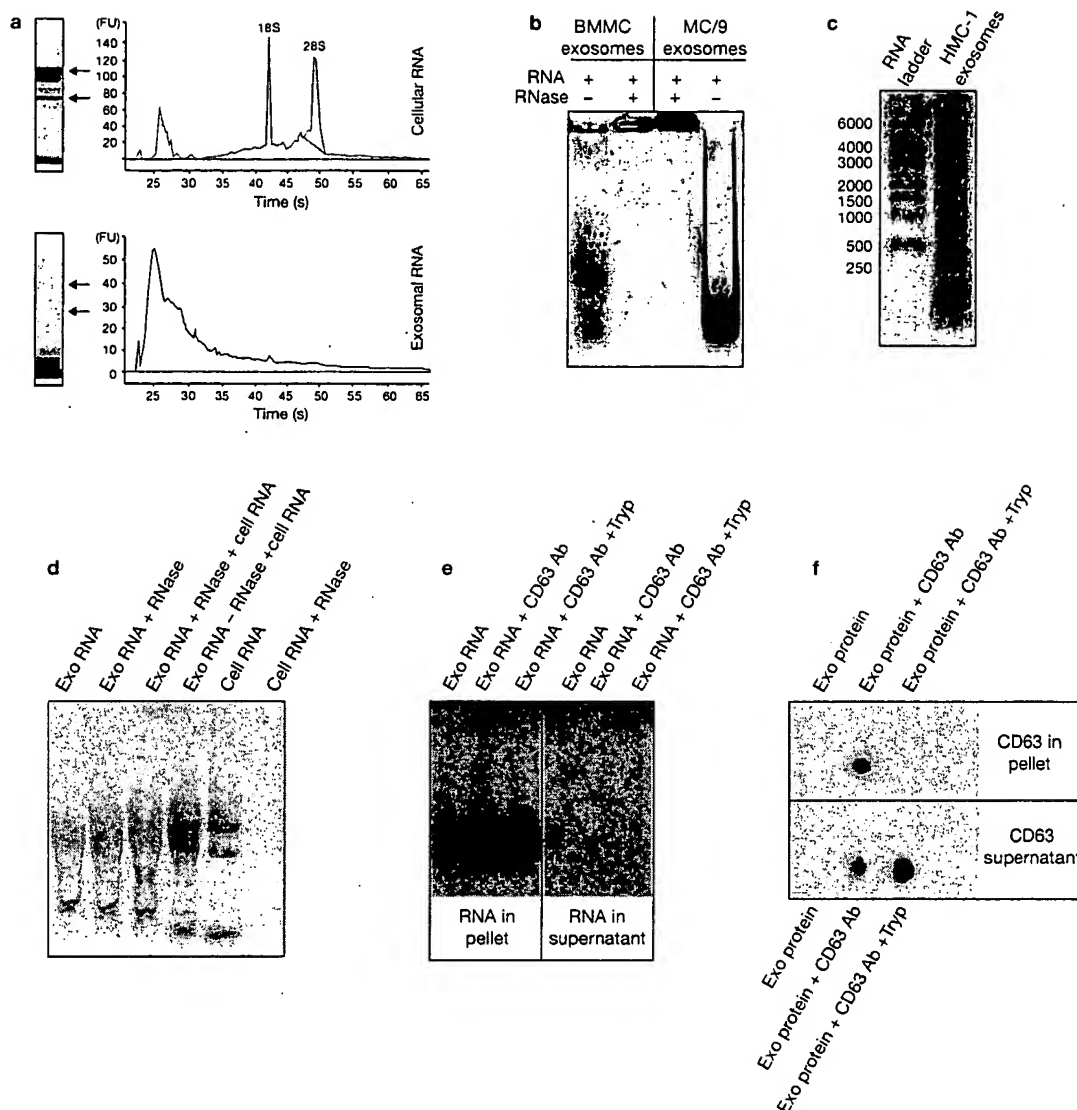 a
(FU)
140
120
100
80
60
40
20
0
18S
28S
Cellular RNA
25 30 35 40 45 50 55 60 65
Time (s)
(FU)
50
40
30
20
10
0
Exosomal RNA
25 30 35 40 45 50 55 60 65
Time (s)
b
BMMC exosomes
MC/9 exosomes
RNA + + + +
RNase – + + –
c
RNA ladder
HMC-1 exosomes
6000
4000
3000
2000
1500
1000
500
250
d
Exo RNA
Exo RNA + RNase
Exo RNA + RNase + cell RNA
Exo RNA – RNase +cell RNA
Cell RNA
Cell RNA + RNase
e
Exo RNA
Exo RNA + CD63 Ab
Exo RNA + CD63 Ab +Tryp
Exo RNA
Exo RNA + CD63 Ab
Exo RNA + CD63 Ab +Tryp
RNA in pellet
RNA in supernatant
f
Exo protein
Exo protein + CD63 Ab
Exo protein + CD63 Ab +Tryp
CD63 in pellet
CD63 supernatant
Exo protein
Exo protein + CD63 Ab
Exo protein + CD63 Ab +Tryp